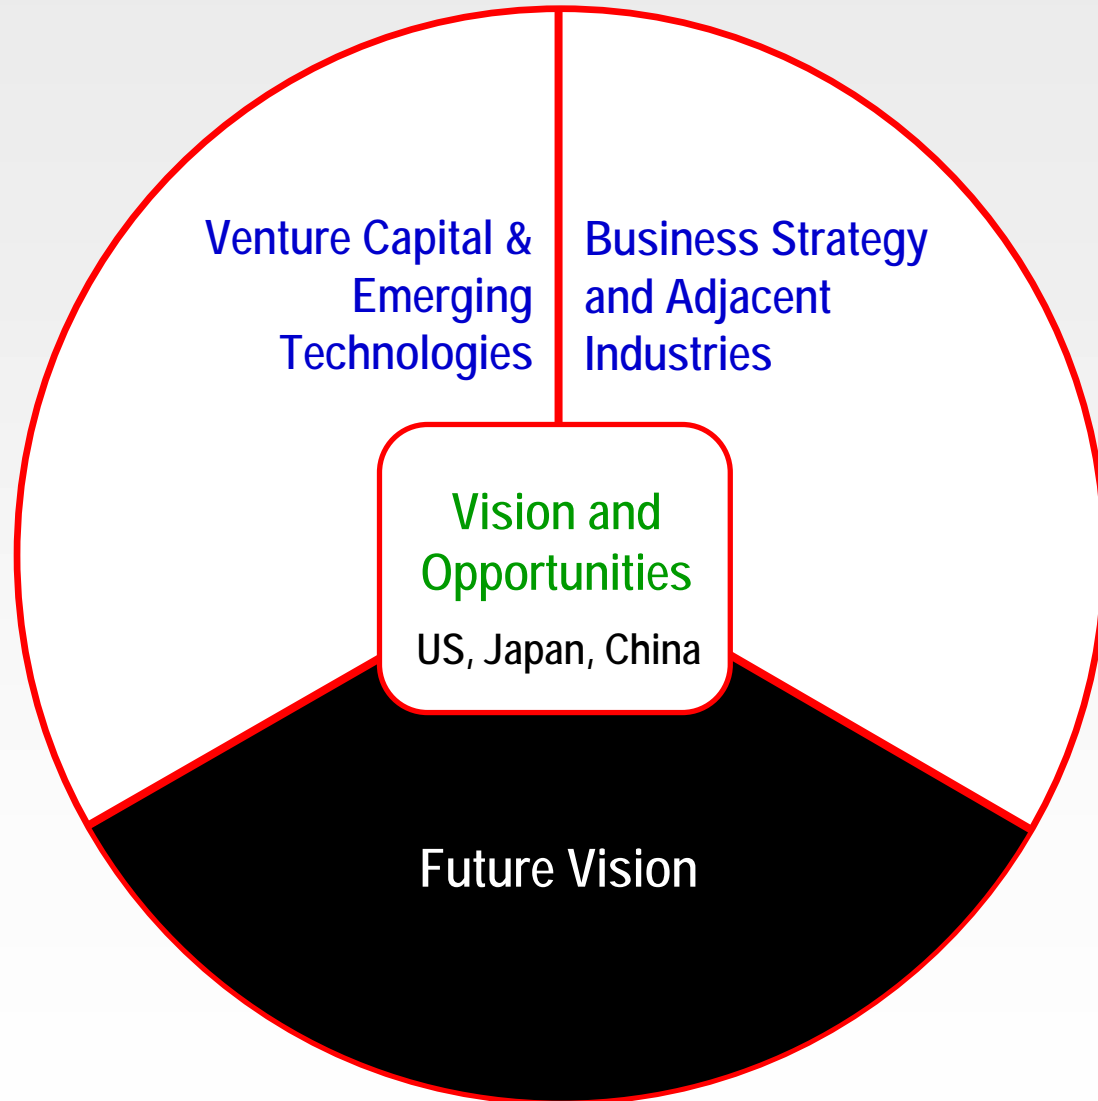 Venture Capital &
Emerging
Technologies
Business Strategy
and Adjacent
Industries
Vision and
Opportunities
US, Japan, China
Future Vision